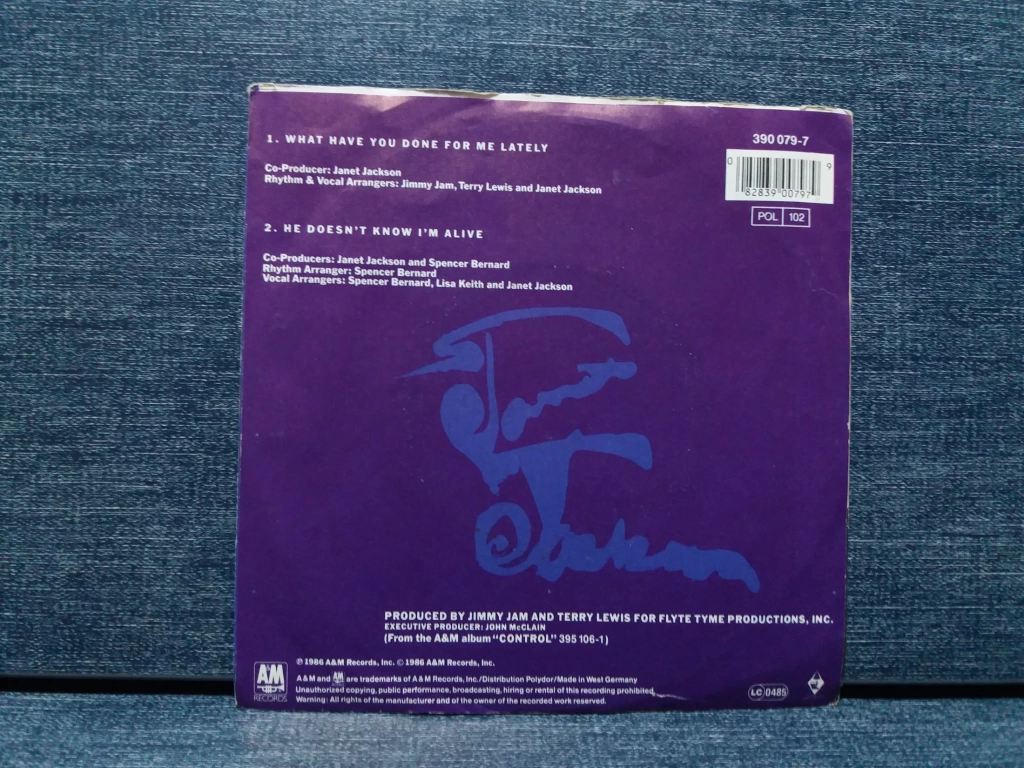 1. WHAT HAVE YOU DONE FOR ME LATELY
Co-Producer: Janet Jackson
Rhythm & Vocal Arrangers: Jimmy Jam, Terry Lewis and Janet Jackson
2. HE DOESN'T KNOW I'M ALIVE
Co-Producers: Janet Jackson and Spencer Bernard
Rhythm Arranger: Spencer Bernard
Vocal Arrangers: Spencer Bernard, Lisa Keith and Janet Jackson
390 079-7
0 82839 00797 9
POL 102
Janet
Jackson
PRODUCED BY JIMMY JAM AND TERRY LEWIS FOR FLYTE TYME PRODUCTIONS, INC.
EXECUTIVE PRODUCER: JOHN McCLAIN
(From the A&M album "CONTROL" 395 106-1)
℗ 1986 A&M Records, Inc. © 1986 A&M Records, Inc.
A&M and A&M are trademarks of A&M Records, Inc./Distribution Polydor/Made in West Germany
Unauthorized copying, public performance, broadcasting, hiring or rental of this recording prohibited.
Warning: All rights of the manufacturer and of the owner of the recorded work reserved.
A&M
RECORDS
LC 0485